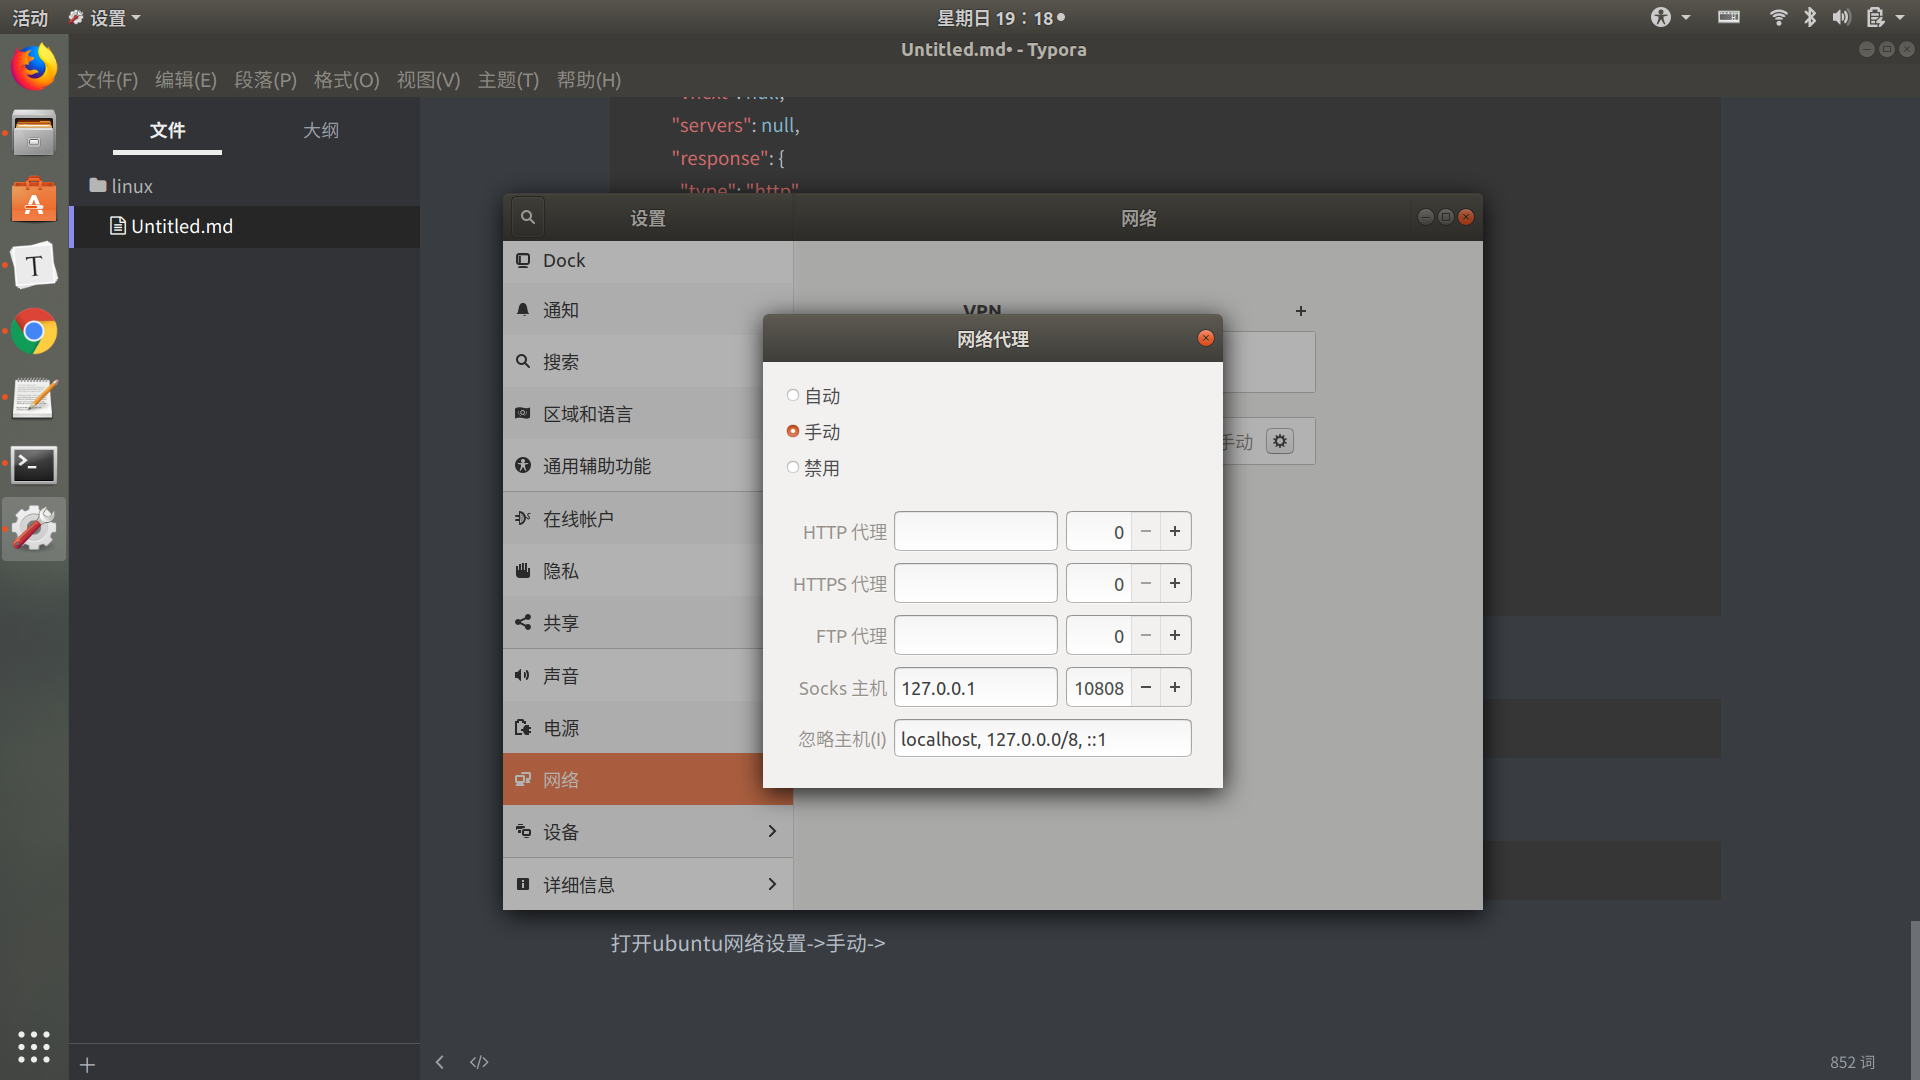 活动
设置
星期日 19：18
Untitled.md• - Typora
文件(F) 编辑(E) 段落(P) 格式(O) 视图(V) 主题(T) 帮助(H)
文件
大纲
linux
Untitled.md
"servers": null,
"response": {
"type": "http"
设置
网络
Dock
通知
搜索
区域和语言
通用辅助功能
在线帐户
隐私
共享
声音
电源
网络
设备
详细信息
VPN
手动
网络代理
自动
手动
禁用
HTTP 代理 0
HTTPS 代理 0
FTP 代理 0
Socks 主机 127.0.0.1 10808
忽略主机(I) localhost, 127.0.0.0/8, ::1
打开ubuntu网络设置->手动->
852 词